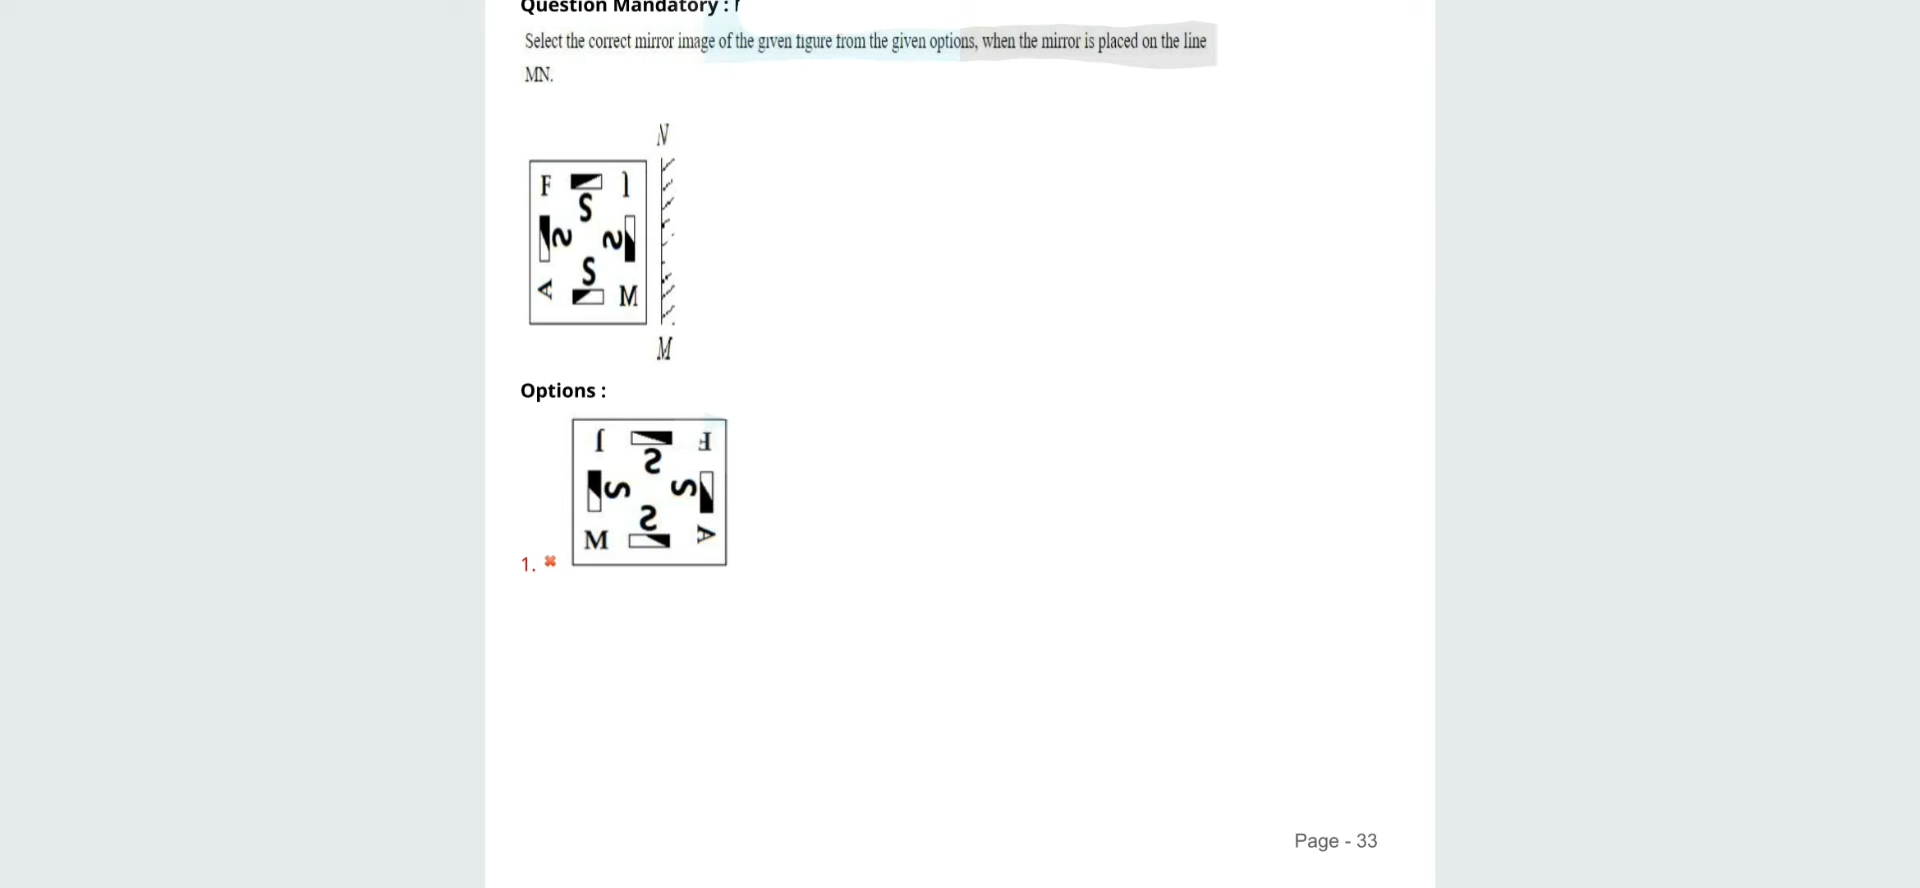 Question Mandatory :
Select the correct mirror image of the given figure from the given options, when the mirror is placed on the line
MN.
N
F
S
A
S
M
M
Options :
F
M
A
1.
Page - 33